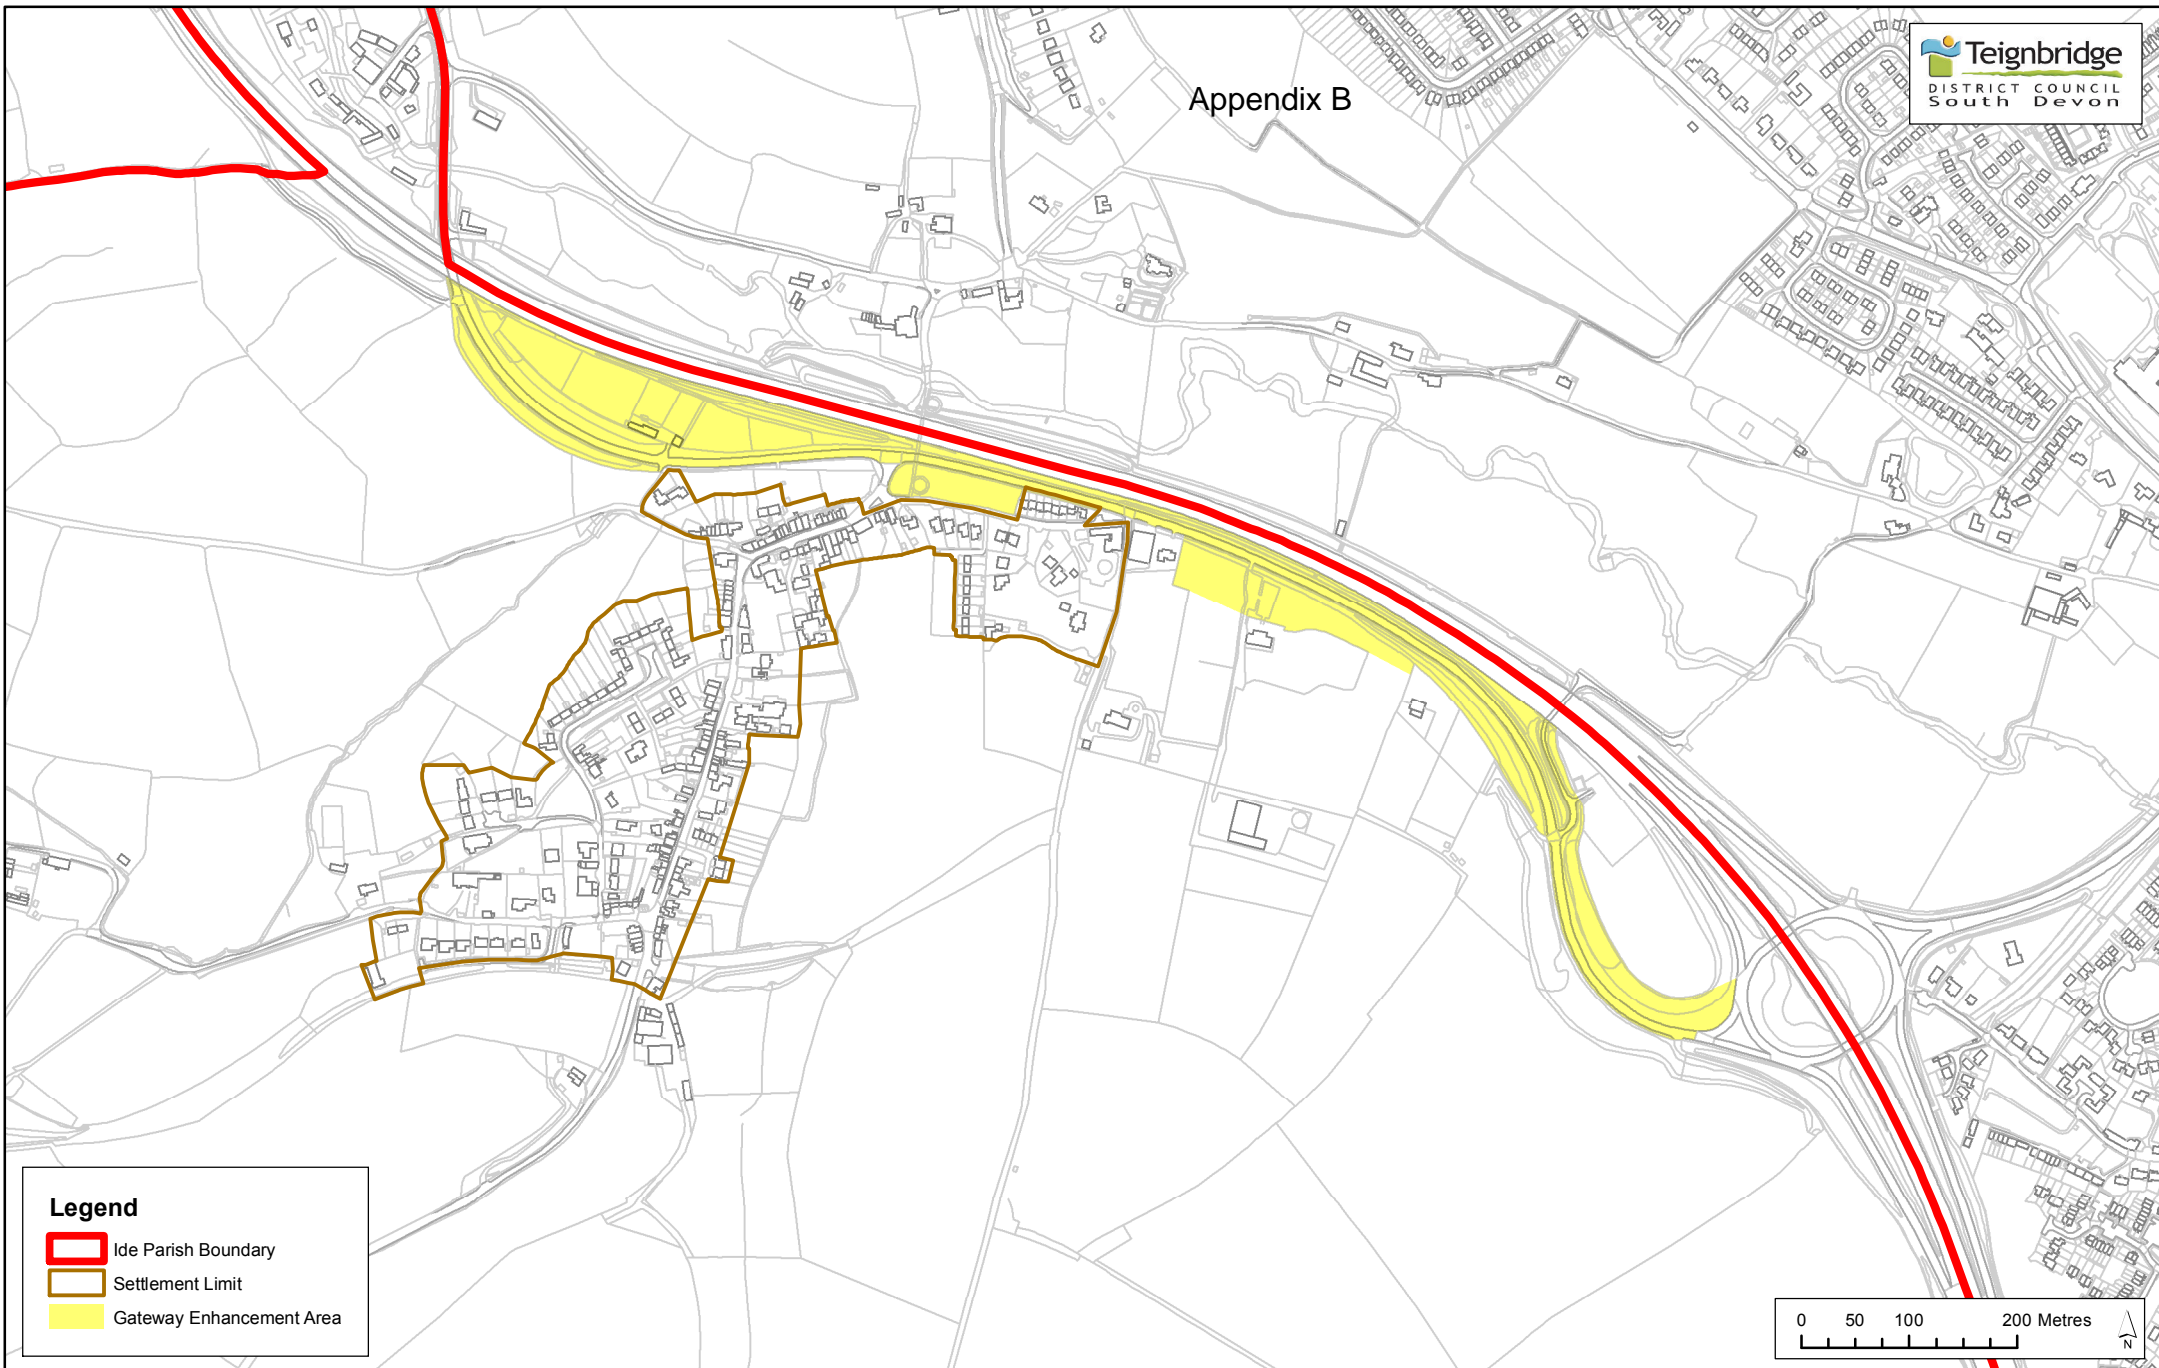 Appendix B
Teignbridge
DISTRICT COUNCIL
South Devon
Legend
Ide Parish Boundary
Settlement Limit
Gateway Enhancement Area
0 50 100 200 Metres
N